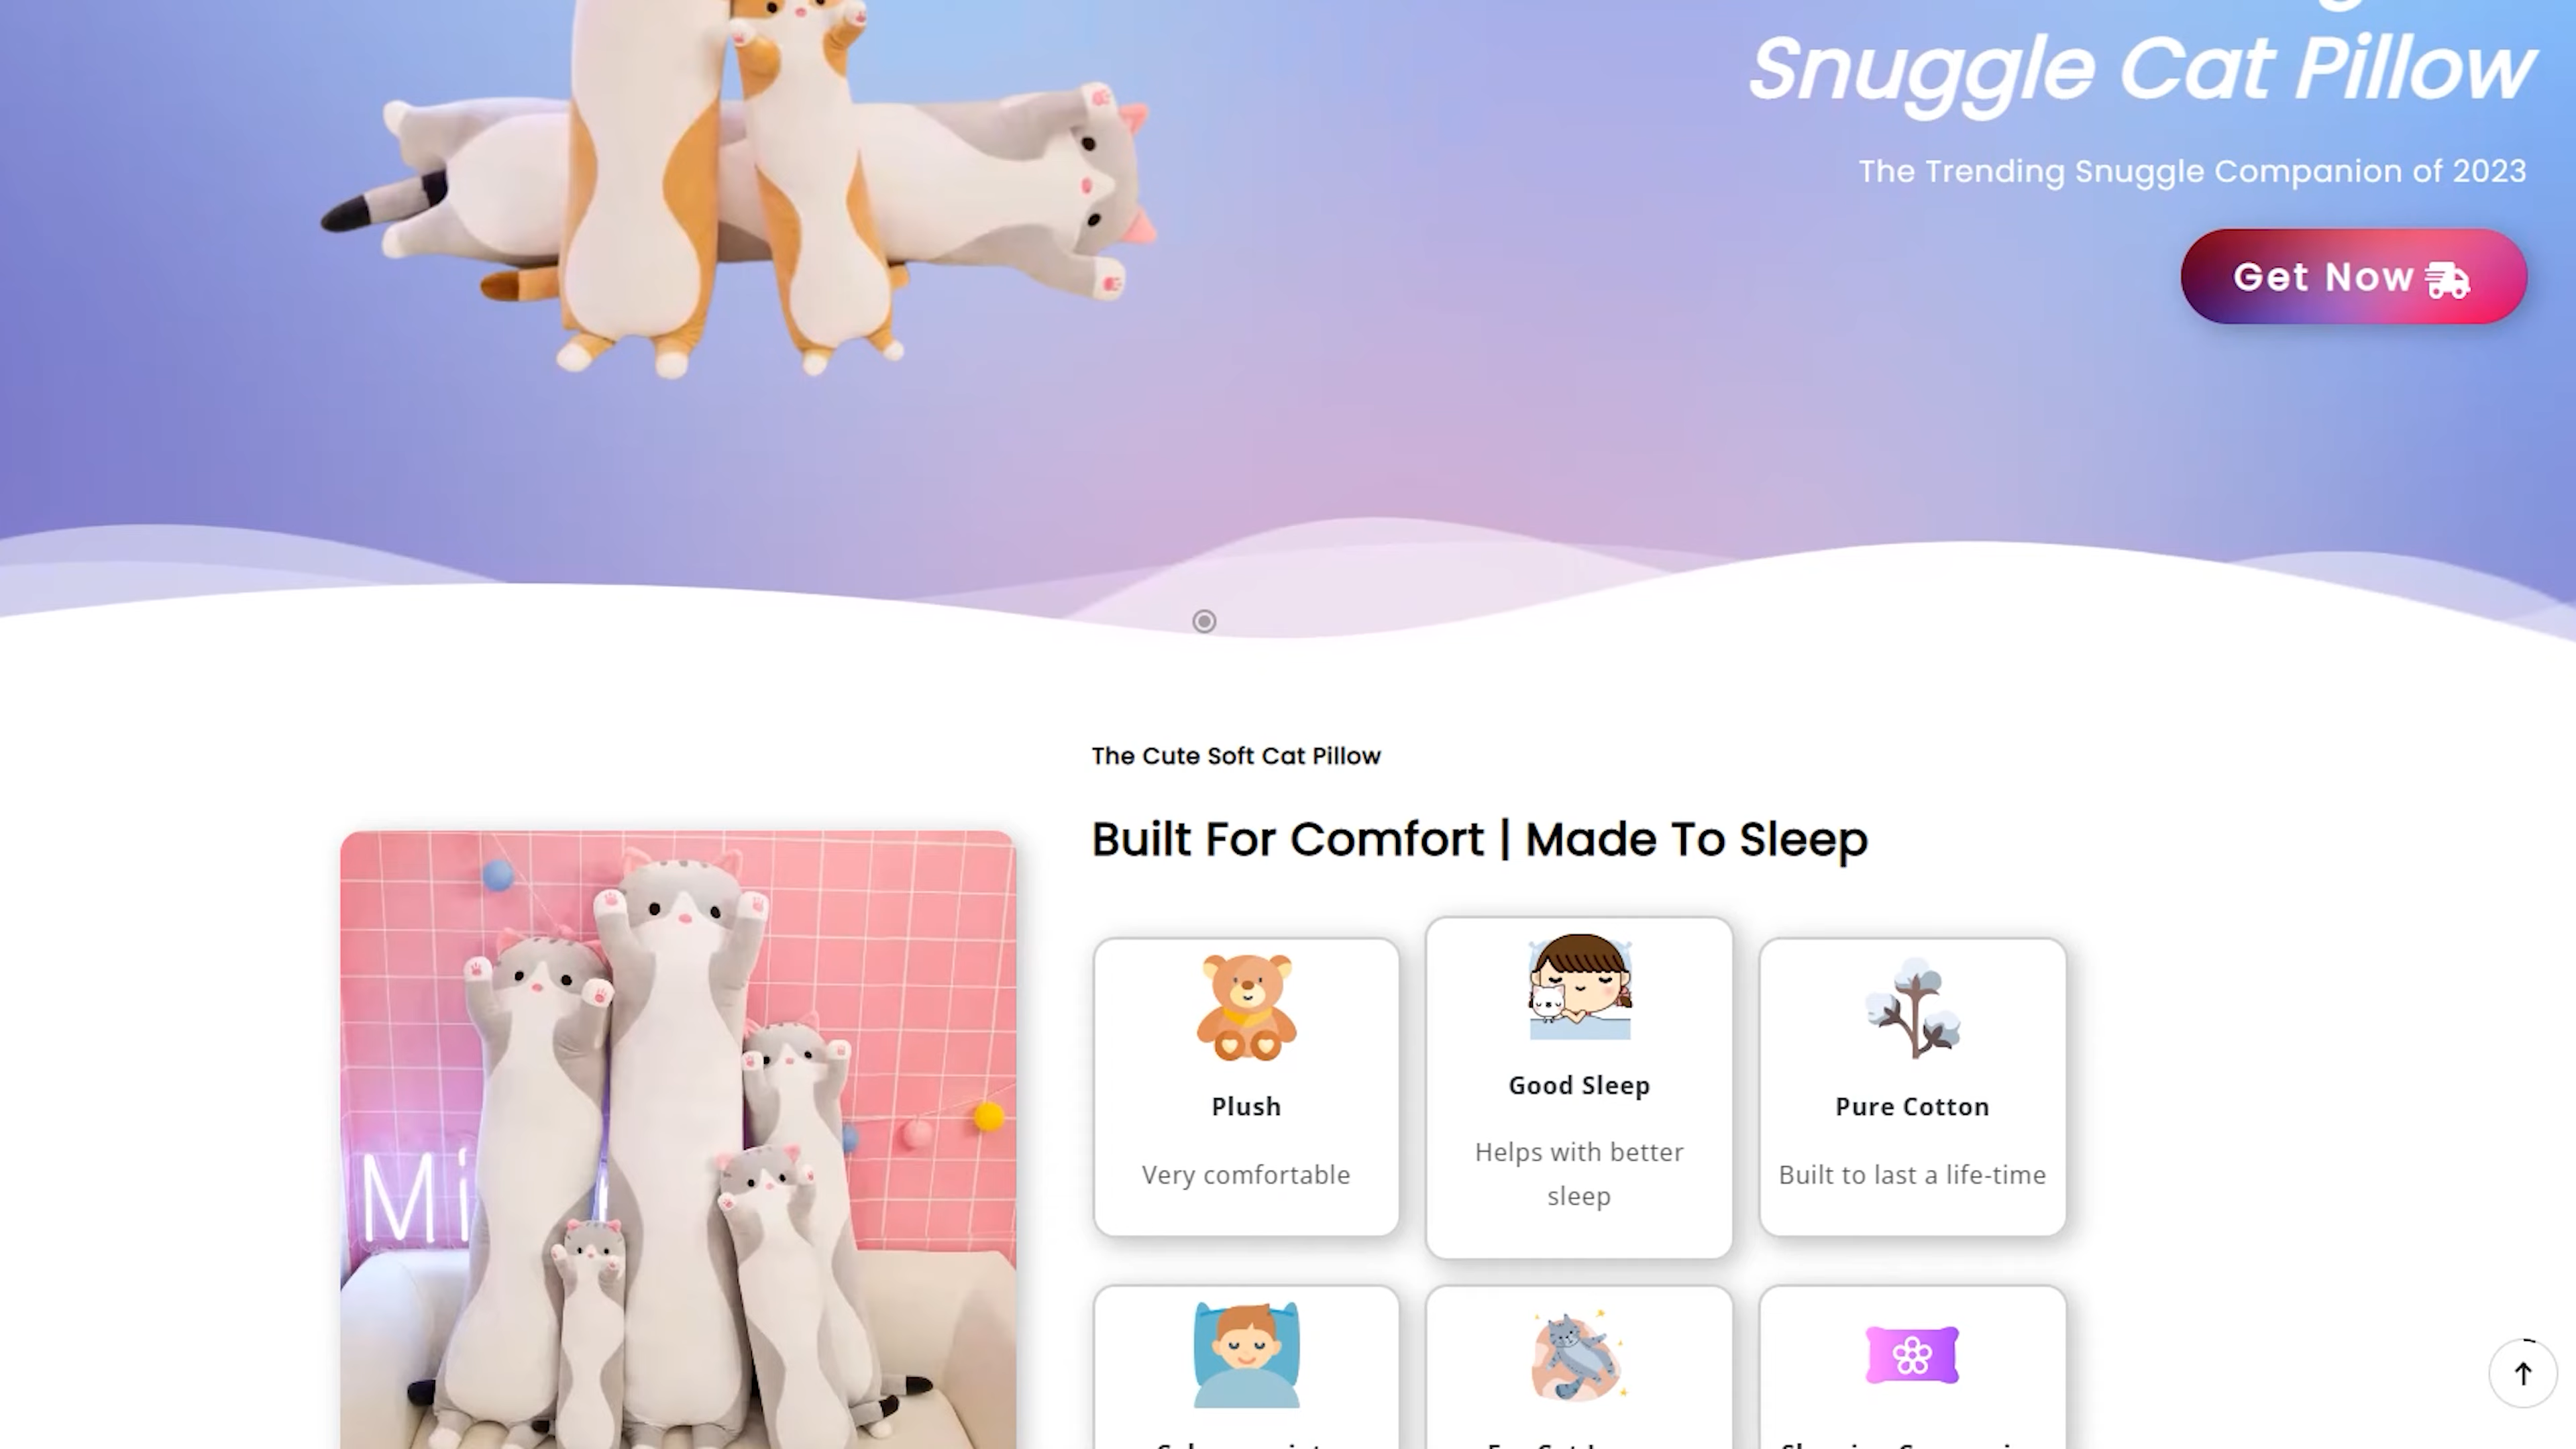 Snuggle Cat Pillow
The Trending Snuggle Companion of 2023
Get Now
The Cute Soft Cat Pillow
Built For Comfort | Made To Sleep
Plush
Very comfortable
Good Sleep
Helps with better
sleep
Pure Cotton
Built to last a life-time
Mi